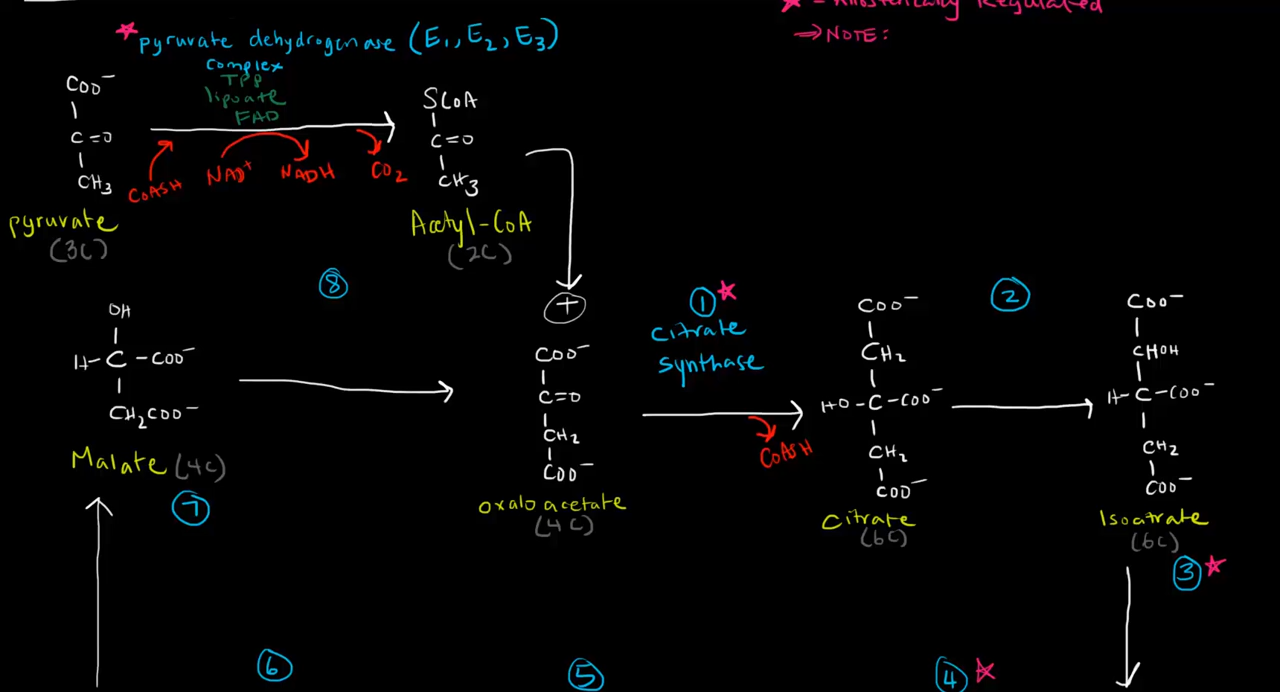 ★ - Allosterically Regulated
⇒ NOTE:
★ pyruvate dehydrogenase (E1, E2, E3)
complex
TPP
lipoate
FAD
COO⁻
C=O
CH3
CoASH
NAD⁺
NADH
CO2
pyruvate
(3C)
SCoA
C=O
CH3
Acetyl-CoA
(2C)
⑧
OH
H-C-COO⁻
CH2COO⁻
Malate (4C)
⑦
+
COO⁻
C=O
CH2
COO⁻
oxaloacetate
(4C)
① ★
Citrate
synthase
CoASH
COO⁻
CH2
HO-C-COO⁻
CH2
COO⁻
Citrate
(6C)
②
COO⁻
CHOH
H-C-COO⁻
CH2
COO⁻
Isocitrate
(6C)
③ ★
⑥
⑤
④ ★